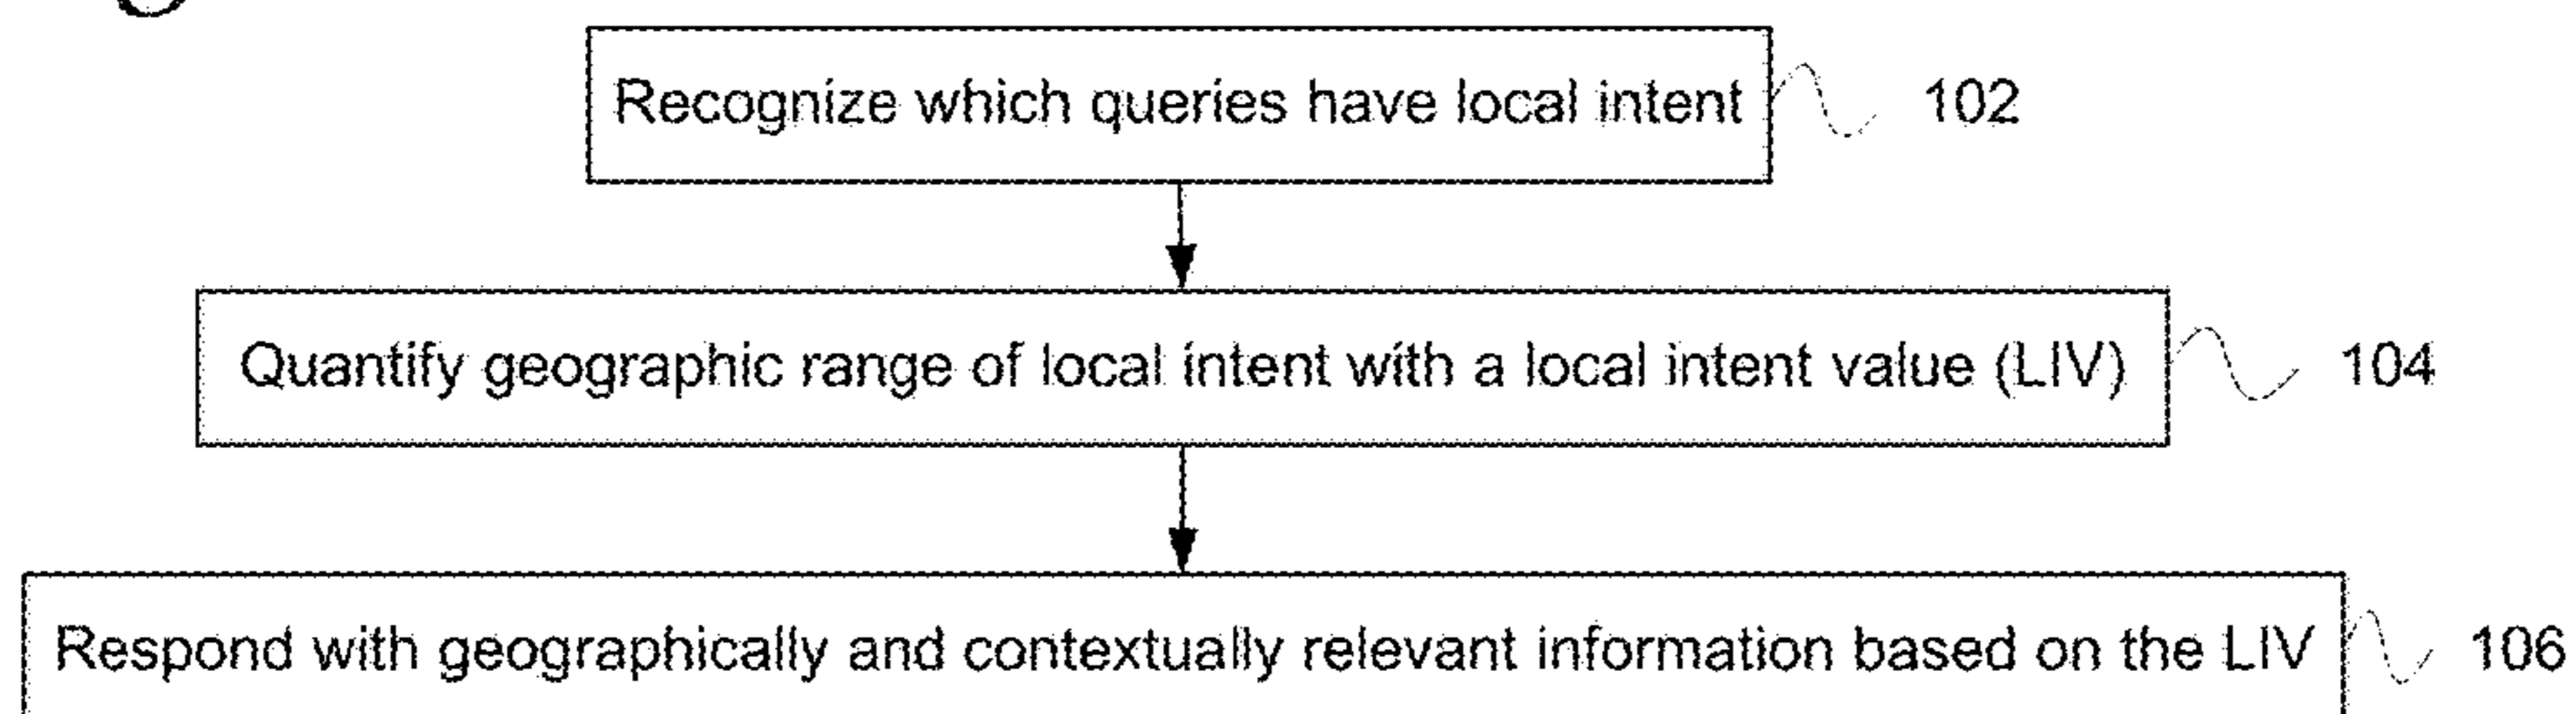 Recognize which queries have local intent 102
Quantify geographic range of local intent with a local intent value (LIV) 104
Respond with geographically and contextually relevant information based on the LIV 106